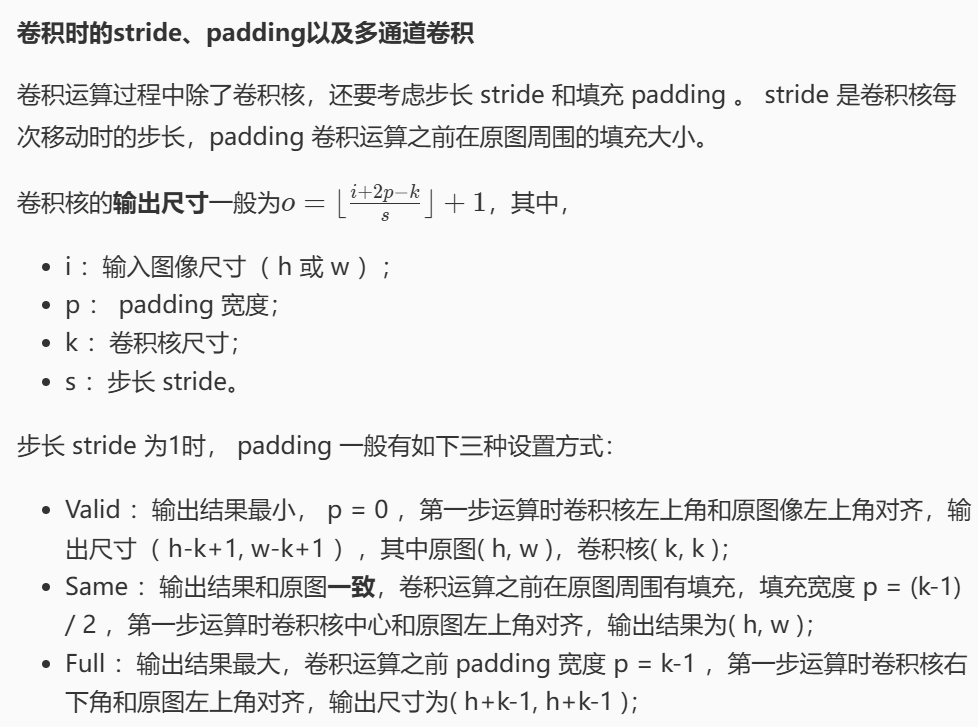 卷积时的stride、padding以及多通道卷积
卷积运算过程中除了卷积核，还要考虑步长 stride 和填充 padding 。 stride 是卷积核每
次移动时的步长，padding 卷积运算之前在原图周围的填充大小。
卷积核的输出尺寸一般为o = ⌊(i+2p−k)/s⌋ + 1，其中，
• i ： 输入图像尺寸（ h 或 w ）；
• p ： padding 宽度；
• k ：卷积核尺寸；
• s ：步长 stride。
步长 stride 为1时， padding 一般有如下三种设置方式：
• Valid ：输出结果最小， p = 0 ，第一步运算时卷积核左上角和原图像左上角对齐，输
出尺寸（ h-k+1, w-k+1 ） ，其中原图( h, w )，卷积核( k, k )；
• Same ：输出结果和原图一致，卷积运算之前在原图周围有填充，填充宽度 p = (k-1)
/ 2 ，第一步运算时卷积核中心和原图左上角对齐，输出结果为( h, w )；
• Full ：输出结果最大，卷积运算之前 padding 宽度 p = k-1 ，第一步运算时卷积核右
下角和原图左上角对齐，输出尺寸为( h+k-1, h+k-1 )；